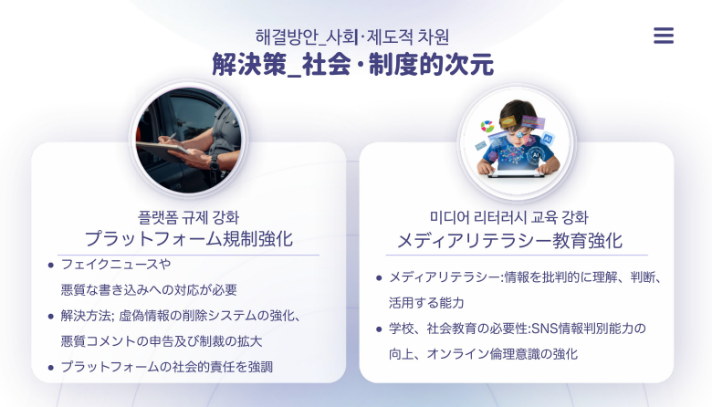 해결방안_사회·제도적 차원
解決策_社会·制度的次元
플랫폼 규제 강화
プラットフォーム規制強化
● フェイクニュースや
悪質な書き込みへの対応が必要
● 解決方法; 虚偽情報の削除システムの強化、
悪質コメントの申告及び制裁の拡大
● プラットフォームの社会的責任を強調
미디어 리터러시 교육 강화
メディアリテラシー教育強化
● メディアリテラシー:情報を批判的に理解、判断、
活用する能力
● 学校、社会教育の必要性:SNS情報判別能力の
向上、オンライン倫理意識の強化